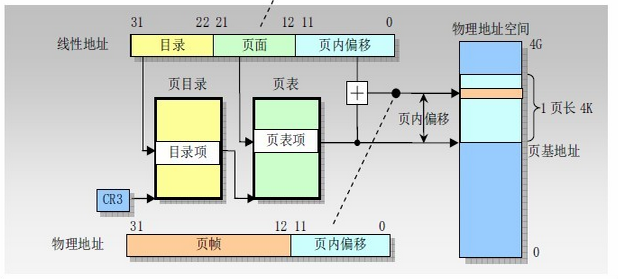 31 22 21 12 11 0
线性地址 目录 页面 页内偏移
物理地址空间
4G
页目录 页表
目录项 页表项
页内偏移
1 页长 4K
页基地址
CR3
31 12 11 0
物理地址 页帧 页内偏移
0